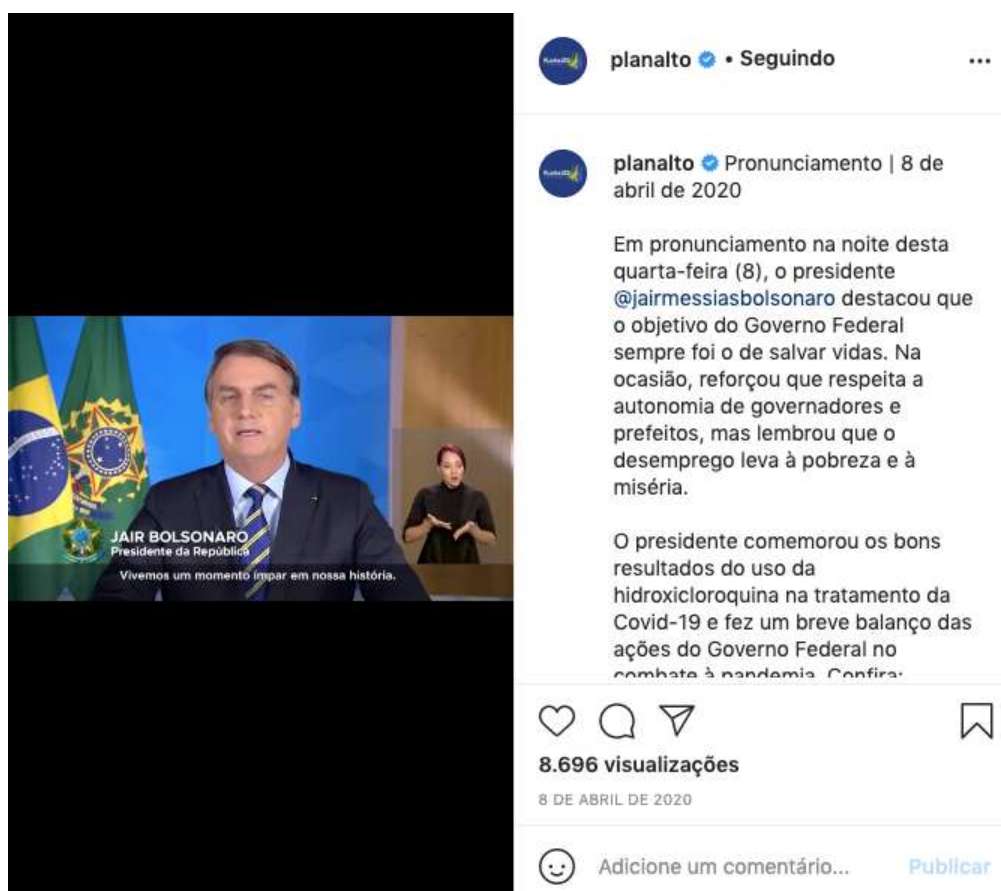 planalto • Seguindo
planalto Pronunciamento | 8 de
abril de 2020
Em pronunciamento na noite desta
quarta-feira (8), o presidente
@jairmessiasbolsonaro destacou que
o objetivo do Governo Federal
sempre foi o de salvar vidas. Na
ocasião, reforçou que respeita a
autonomia de governadores e
prefeitos, mas lembrou que o
desemprego leva à pobreza e à
miséria.
O presidente comemorou os bons
resultados do uso da
hidroxicloroquina na tratamento da
Covid-19 e fez um breve balanço das
ações do Governo Federal no
combate à pandemia. Confira:
JAIR BOLSONARO
Presidente da República
Vivemos um momento ímpar em nossa história.
8.696 visualizações
8 DE ABRIL DE 2020
Adicione um comentário...
Publicar